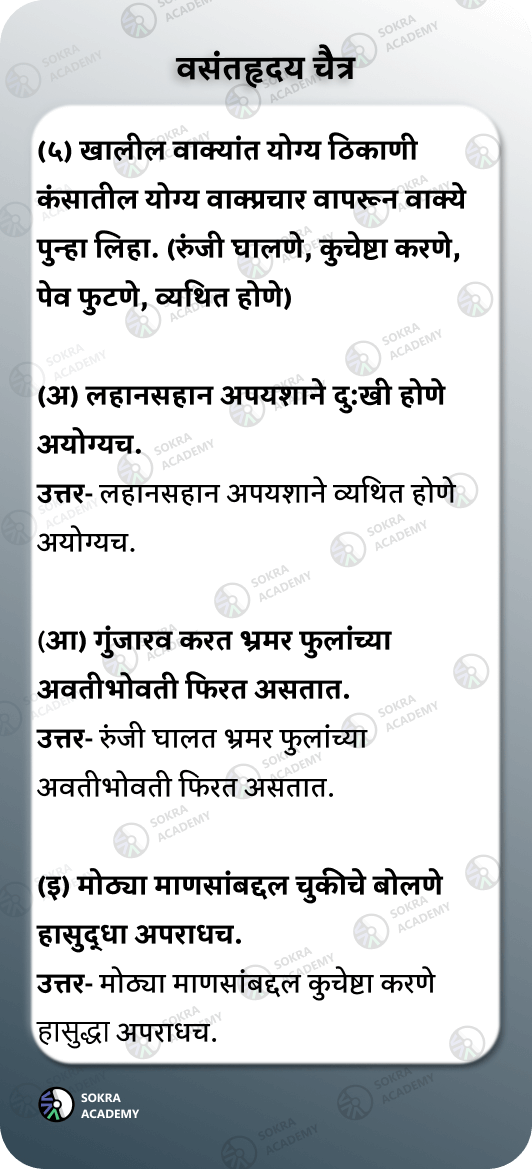 वसंतहृदय चैत्र
(५) खालील वाक्यांत योग्य ठिकाणी
कंसातील योग्य वाक्प्रचार वापरून वाक्ये
पुन्हा लिहा. (रुंजी घालणे, कुचेष्टा करणे,
पेव फुटणे, व्यथित होणे)
(अ) लहानसहान अपयशाने दु:खी होणे
अयोग्यच.
उत्तर- लहानसहान अपयशाने व्यथित होणे
अयोग्यच.
(आ) गुंजारव करत भ्रमर फुलांच्या
अवतीभोवती फिरत असतात.
उत्तर- रुंजी घालत भ्रमर फुलांच्या
अवतीभोवती फिरत असतात.
(इ) मोठ्या माणसांबद्दल चुकीचे बोलणे
हासुद्‌धा अपराधच.
उत्तर- मोठ्या माणसांबद्दल कुचेष्टा करणे
हासुद्धा अपराधच.
SOKRA
ACADEMY